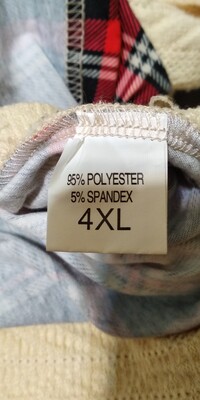 95% POLYESTER
5% SPANDEX
4XL